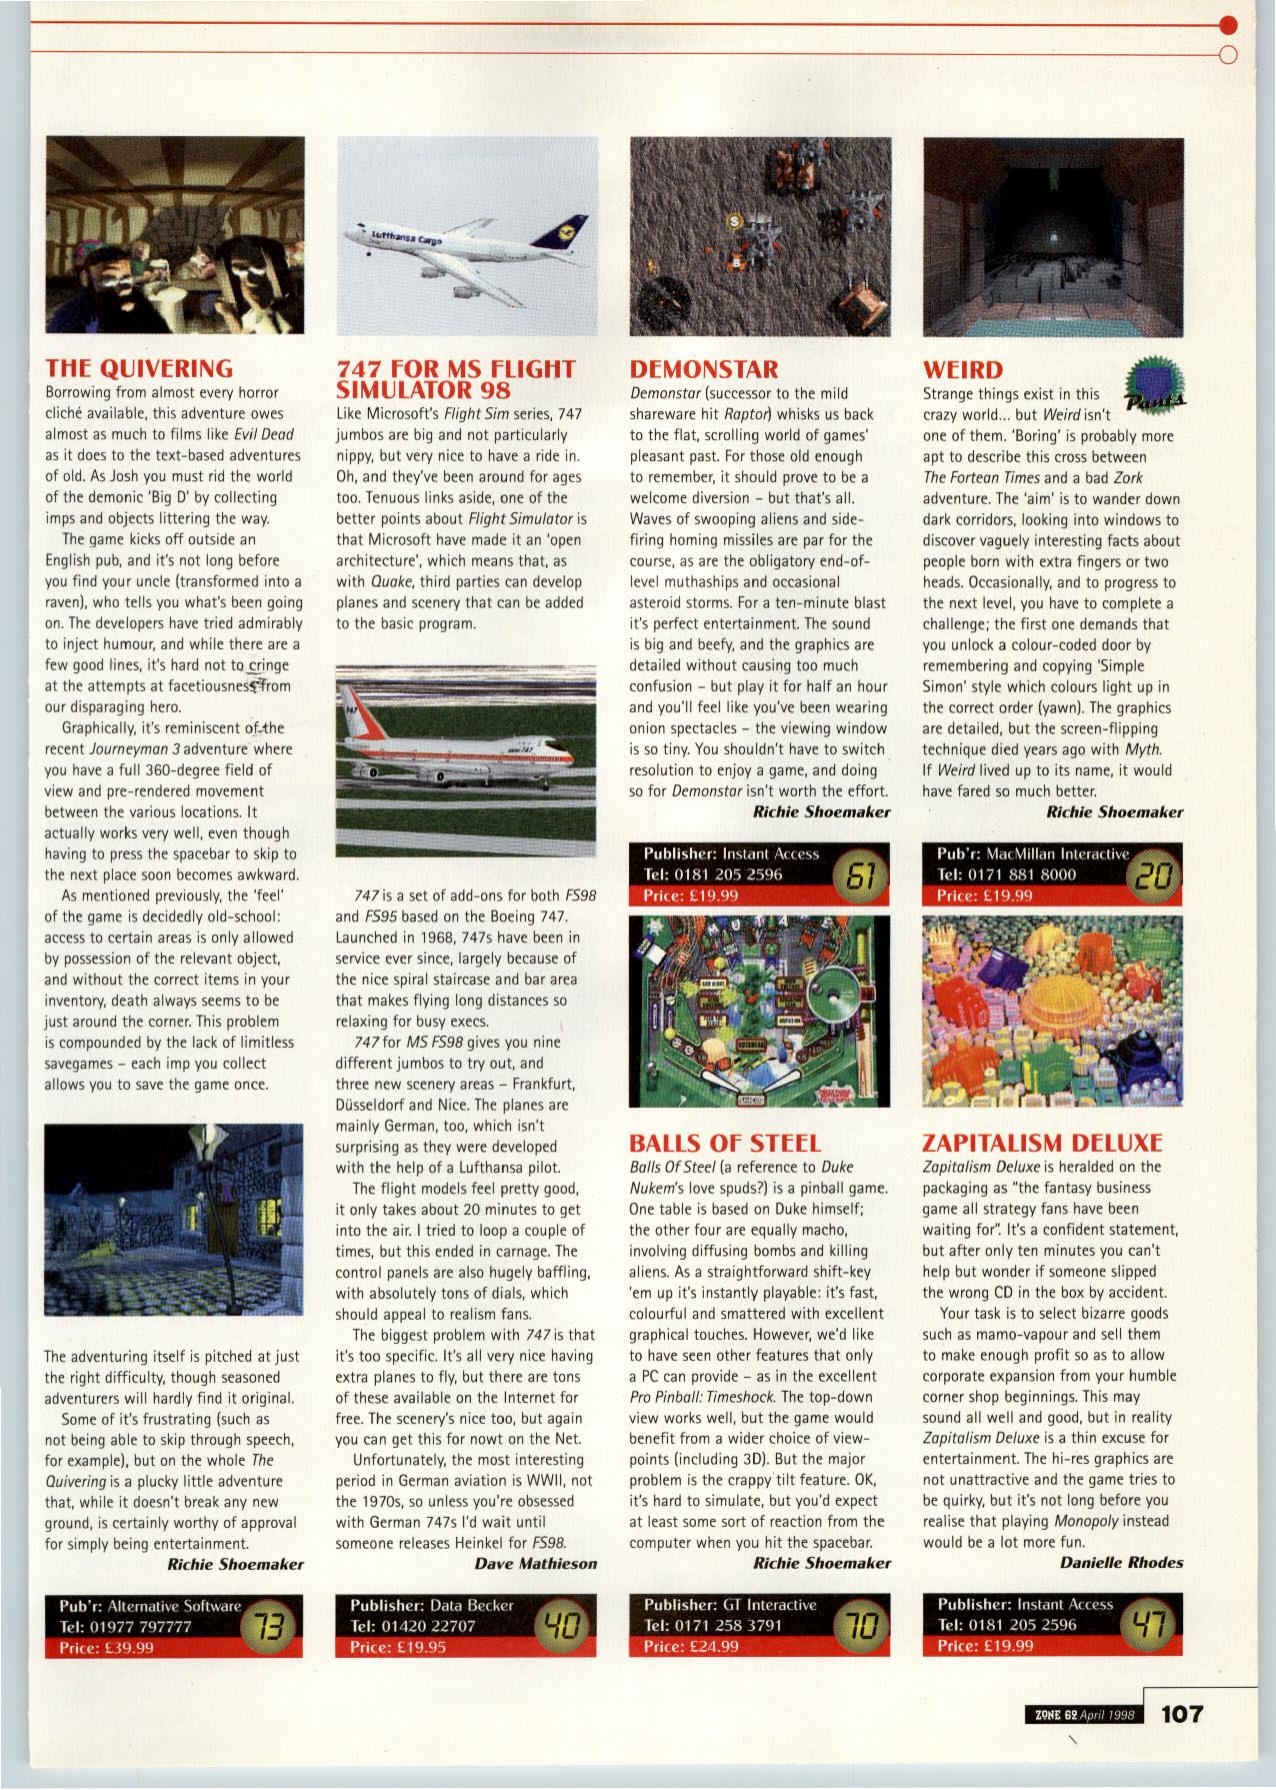 Lufthansa Cargo
THE QUIVERING
Borrowing from almost every horror
cliché available, this adventure owes
almost as much to films like Evil Dead
as it does to the text-based adventures
of old. As Josh you must rid the world
of the demonic 'Big D' by collecting
imps and objects littering the way.
The game kicks off outside an
English pub, and it's not long before
you find your uncle (transformed into a
raven), who tells you what's been going
on. The developers have tried admirably
to inject humour, and while there are a
few good lines, it's hard not to cringe
at the attempts at facetiousness from
our disparaging hero.
Graphically, it's reminiscent of the
recent Journeyman 3 adventure where
you have a full 360-degree field of
view and pre-rendered movement
between the various locations. It
actually works very well, even though
having to press the spacebar to skip to
the next place soon becomes awkward.
As mentioned previously, the 'feel'
of the game is decidedly old-school:
access to certain areas is only allowed
by possession of the relevant object,
and without the correct items in your
inventory, death always seems to be
just around the corner. This problem
is compounded by the lack of limitless
savegames – each imp you collect
allows you to save the game once.
The adventuring itself is pitched at just
the right difficulty, though seasoned
adventurers will hardly find it original.
Some of it's frustrating (such as
not being able to skip through speech,
for example), but on the whole The
Quivering is a plucky little adventure
that, while it doesn't break any new
ground, is certainly worthy of approval
for simply being entertainment.
Richie Shoemaker
Pub'r: Alternative Software
Tel: 01977 797777
Price: £39.99
73
747 FOR MS FLIGHT
SIMULATOR 98
Like Microsoft's Flight Sim series, 747
jumbos are big and not particularly
nippy, but very nice to have a ride in.
Oh, and they've been around for ages
too. Tenuous links aside, one of the
better points about Flight Simulator is
that Microsoft have made it an 'open
architecture', which means that, as
with Quake, third parties can develop
planes and scenery that can be added
to the basic program.
747
747 is a set of add-ons for both FS98
and FS95 based on the Boeing 747.
Launched in 1968, 747s have been in
service ever since, largely because of
the nice spiral staircase and bar area
that makes flying long distances so
relaxing for busy execs.
747 for MS FS98 gives you nine
different jumbos to try out, and
three new scenery areas – Frankfurt,
Düsseldorf and Nice. The planes are
mainly German, too, which isn't
surprising as they were developed
with the help of a Lufthansa pilot.
The flight models feel pretty good,
it only takes about 20 minutes to get
into the air. I tried to loop a couple of
times, but this ended in carnage. The
control panels are also hugely baffling,
with absolutely tons of dials, which
should appeal to realism fans.
The biggest problem with 747 is that
it's too specific. It's all very nice having
extra planes to fly, but there are tons
of these available on the Internet for
free. The scenery's nice too, but again
you can get this for nowt on the Net.
Unfortunately, the most interesting
period in German aviation is WWII, not
the 1970s, so unless you're obsessed
with German 747s I'd wait until
someone releases Heinkel for FS98.
Dave Mathieson
Publisher: Data Becker
Tel: 01420 22707
Price: £19.95
40
S
B
DEMONSTAR
Demonstar (successor to the mild
shareware hit Raptor) whisks us back
to the flat, scrolling world of games'
pleasant past. For those old enough
to remember, it should prove to be a
welcome diversion – but that's all.
Waves of swooping aliens and side-
firing homing missiles are par for the
course, as are the obligatory end-of-
level muthaships and occasional
asteroid storms. For a ten-minute blast
it's perfect entertainment. The sound
is big and beefy, and the graphics are
detailed without causing too much
confusion – but play it for half an hour
and you'll feel like you've been wearing
onion spectacles – the viewing window
is so tiny. You shouldn't have to switch
resolution to enjoy a game, and doing
so for Demonstar isn't worth the effort.
Richie Shoemaker
Publisher: Instant Access
Tel: 0181 205 2596
Price: £19.99
61
BALLS OF STEEL
Balls Of Steel (a reference to Duke
Nukem's love spuds?) is a pinball game.
One table is based on Duke himself;
the other four are equally macho,
involving diffusing bombs and killing
aliens. As a straightforward shift-key
'em up it's instantly playable: it's fast,
colourful and smattered with excellent
graphical touches. However, we'd like
to have seen other features that only
a PC can provide – as in the excellent
Pro Pinball: Timeshock. The top-down
view works well, but the game would
benefit from a wider choice of view-
points (including 3D). But the major
problem is the crappy tilt feature. OK,
it's hard to simulate, but you'd expect
at least some sort of reaction from the
computer when you hit the spacebar.
Richie Shoemaker
Publisher: GT Interactive
Tel: 0171 258 3791
Price: £24.99
70
WEIRD
Pants
Strange things exist in this
crazy world... but Weird isn't
one of them. 'Boring' is probably more
apt to describe this cross between
The Fortean Times and a bad Zork
adventure. The 'aim' is to wander down
dark corridors, looking into windows to
discover vaguely interesting facts about
people born with extra fingers or two
heads. Occasionally, and to progress to
the next level, you have to complete a
challenge; the first one demands that
you unlock a colour-coded door by
remembering and copying 'Simple
Simon' style which colours light up in
the correct order (yawn). The graphics
are detailed, but the screen-flipping
technique died years ago with Myth.
If Weird lived up to its name, it would
have fared so much better.
Richie Shoemaker
Pub'r: MacMillan Interactive
Tel: 0171 881 8000
Price: £19.99
20
ZAPITALISM DELUXE
Zapitalism Deluxe is heralded on the
packaging as "the fantasy business
game all strategy fans have been
waiting for". It's a confident statement,
but after only ten minutes you can't
help but wonder if someone slipped
the wrong CD in the box by accident.
Your task is to select bizarre goods
such as mamo-vapour and sell them
to make enough profit so as to allow
corporate expansion from your humble
corner shop beginnings. This may
sound all well and good, but in reality
Zapitalism Deluxe is a thin excuse for
entertainment. The hi-res graphics are
not unattractive and the game tries to
be quirky, but it's not long before you
realise that playing Monopoly instead
would be a lot more fun.
Danielle Rhodes
Publisher: Instant Access
Tel: 0181 205 2596
Price: £19.99
47
ZONE 62 April 1998
107